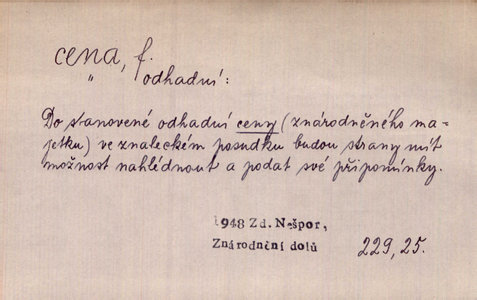 cena, f.
" odhadní:
Do stanovené odhadní ceny (znárodněného ma-
jetku) ve znaleckém posudku budou strany mít
možnost nahlédnout a podat své připomínky.
1948 Zd. Nešpor,
Znárodnění dolů
229, 25.